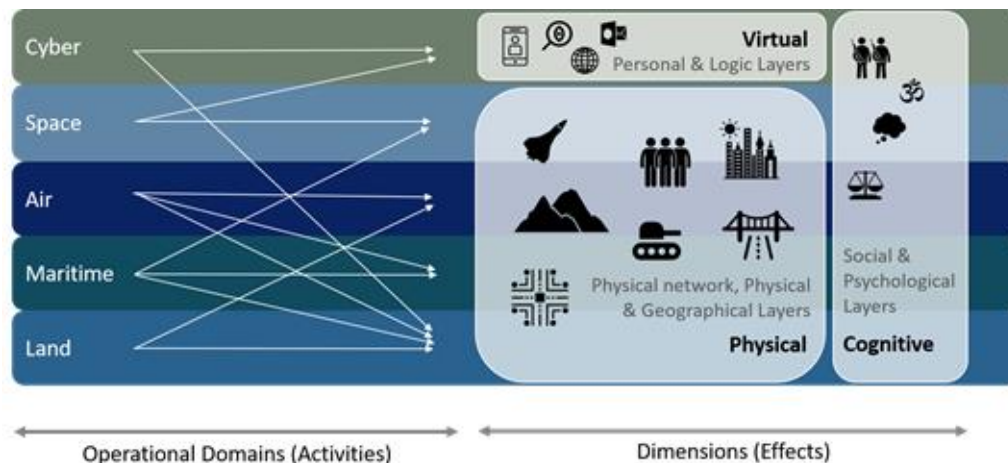 Cyber
Space
Air
Maritime
Land
Virtual
Personal & Logic Layers
Physical network, Physical
& Geographical Layers
Physical
ॐ
Social &
Psychological
Layers
Cognitive
Operational Domains (Activities)
Dimensions (Effects)